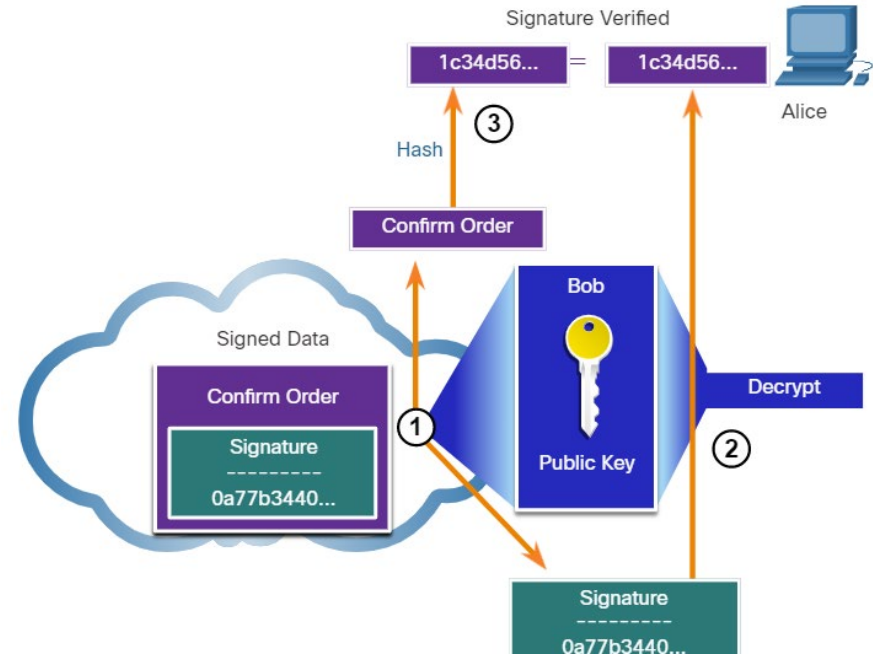 Signature Verified
1c34d56...
=
1c34d56...
Alice
3
Hash
Confirm Order
Bob
Signed Data
Confirm Order
Decrypt
1
Signature
---------
0a77b3440...
Public Key
2
Signature
---------
0a77b3440...